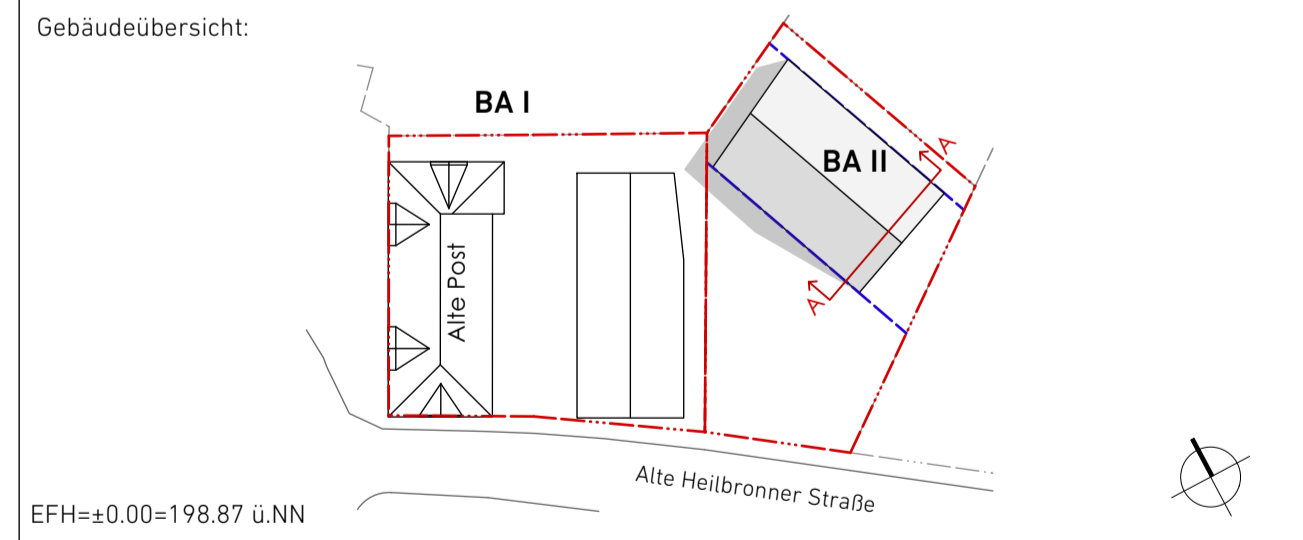 Gebäudeübersicht:
BA I
BA II
A
A
Alte Post
Alte Heilbronner Straße
EFH=±0.00=198.87 ü.NN